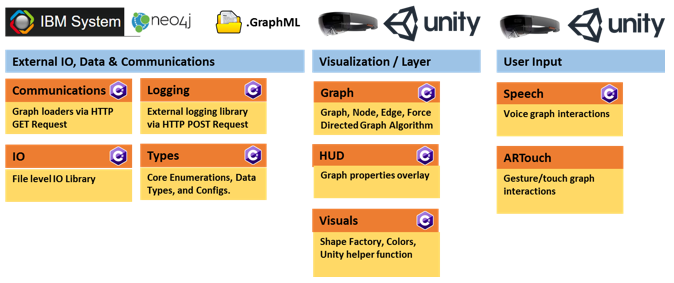 IBM System
neo4j
.GraphML
unity
unity
External IO, Data & Communications
Communications
Graph loaders via HTTP
GET Request
Logging
External logging library
via HTTP POST Request
IO
File level IO Library
Types
Core Enumerations, Data
Types, and Configs.
Visualization / Layer
Graph
Graph, Node, Edge, Force
Directed Graph Algorithm
HUD
Graph properties overlay
Visuals
Shape Factory, Colors,
Unity helper function
User Input
Speech
Voice graph interactions
ARTouch
Gesture/touch graph
interactions